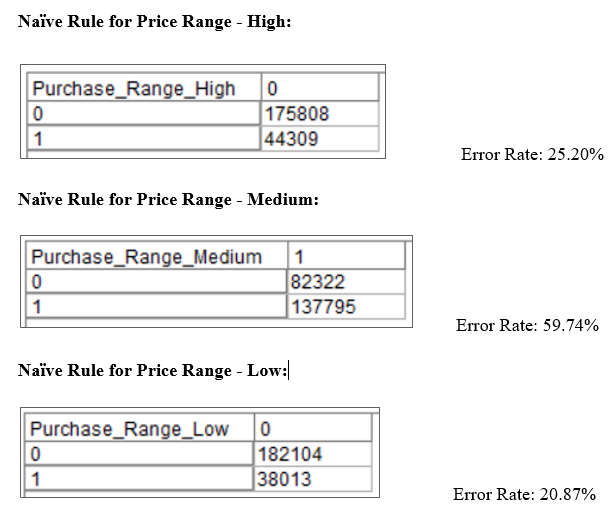 Naïve Rule for Price Range - High:
Purchase_Range_High 0
0 175808
1 44309
Error Rate: 25.20%
Naïve Rule for Price Range - Medium:
Purchase_Range_Medium 1
0 82322
1 137795
Error Rate: 59.74%
Naïve Rule for Price Range - Low:
Purchase_Range_Low 0
0 182104
1 38013
Error Rate: 20.87%